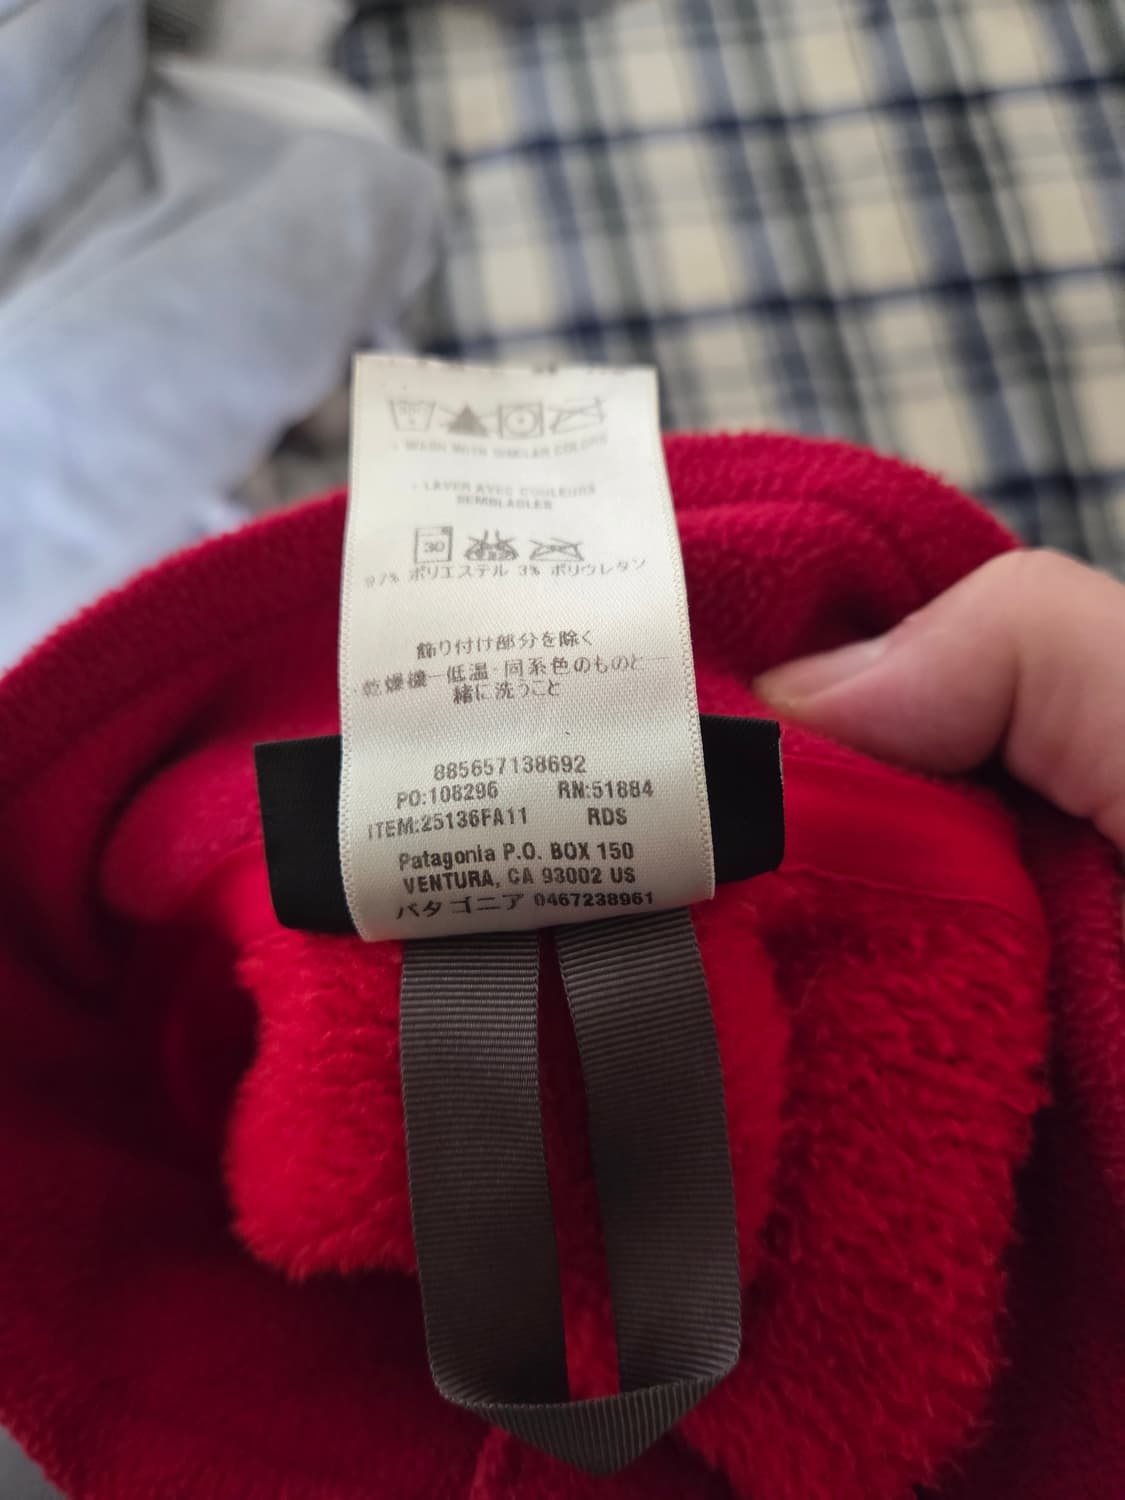 • WASH WITH SIMILAR COLORS
• LAVER AVEC COULEURS
SEMBLABLES
30
97% ポリエステル 3% ポリウレタン
飾り付け部分を除く
乾燥機一低温・同系色のものと一
緒に洗うこと
885657138692
PO:108296 RN:51884
ITEM:25136FA11 RDS
Patagonia P.O. BOX 150
VENTURA, CA 93002 US
パタゴニア 0467238961